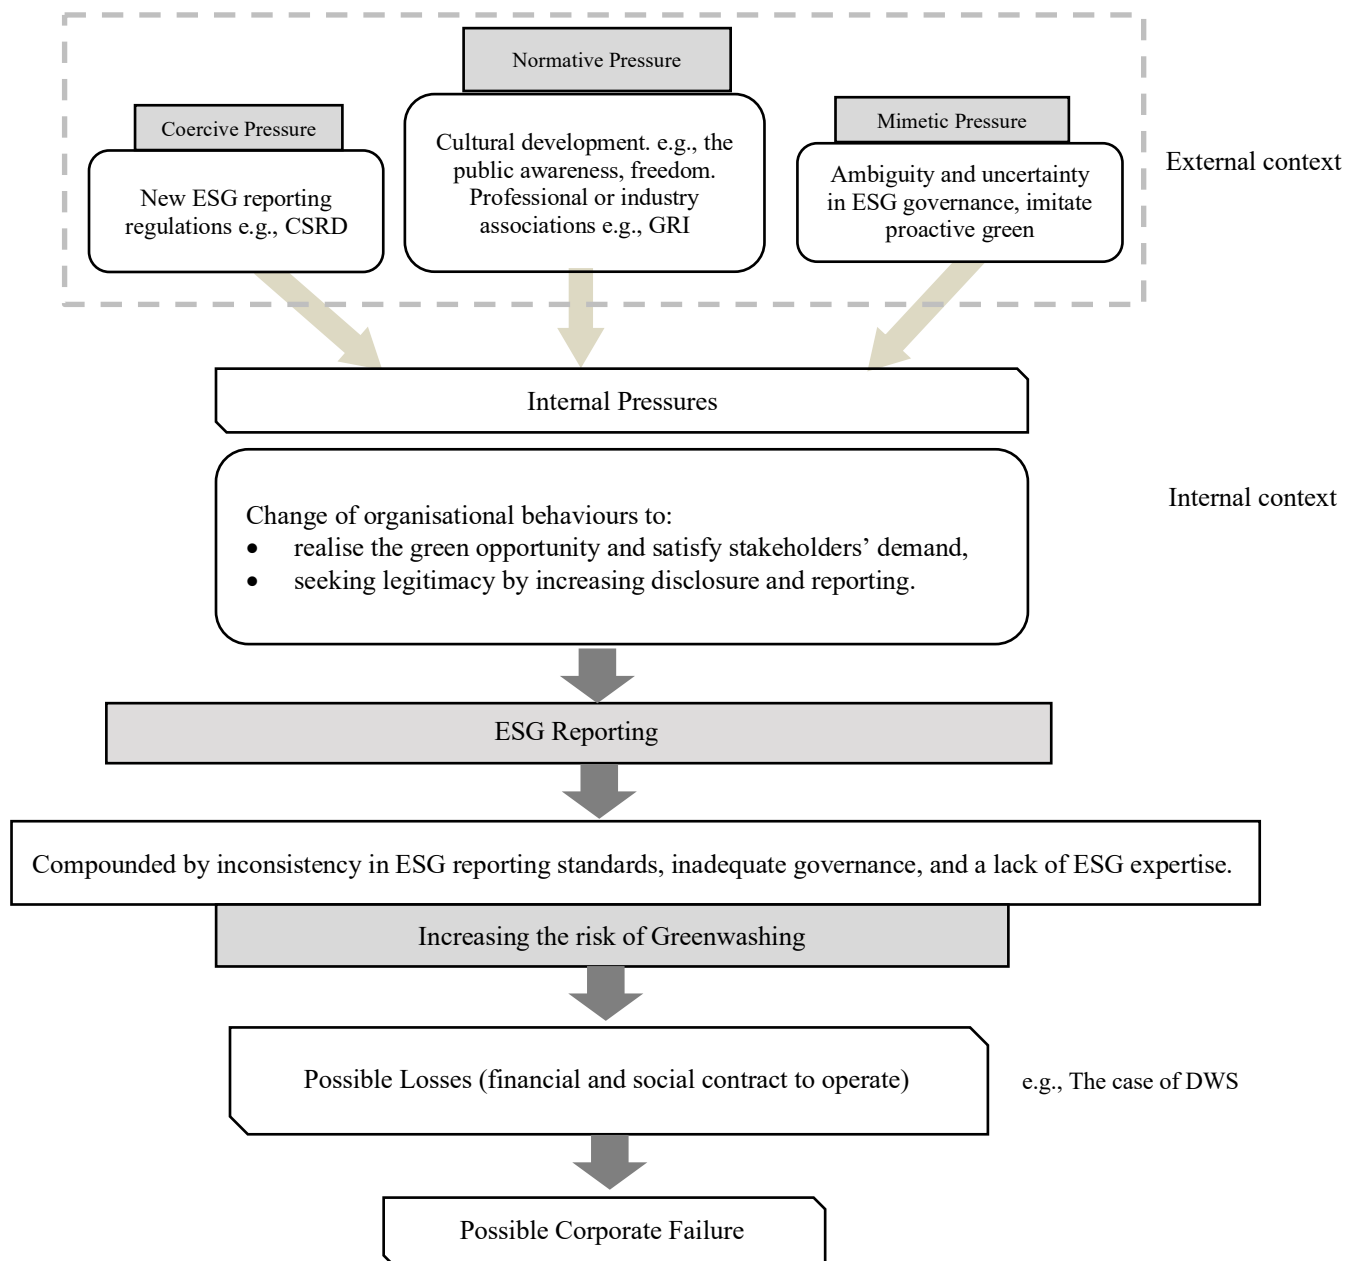 Normative Pressure
Cultural development. e.g., the
public awareness, freedom.
Professional or industry
associations e.g., GRI
Coercive Pressure
New ESG reporting
regulations e.g., CSRD
Mimetic Pressure
Ambiguity and uncertainty
in ESG governance, imitate
proactive green
External context
Internal Pressures
Internal context
Change of organisational behaviours to:
• realise the green opportunity and satisfy stakeholders’ demand,
• seeking legitimacy by increasing disclosure and reporting.
ESG Reporting
Compounded by inconsistency in ESG reporting standards, inadequate governance, and a lack of ESG expertise.
Increasing the risk of Greenwashing
Possible Losses (financial and social contract to operate)
e.g., The case of DWS
Possible Corporate Failure